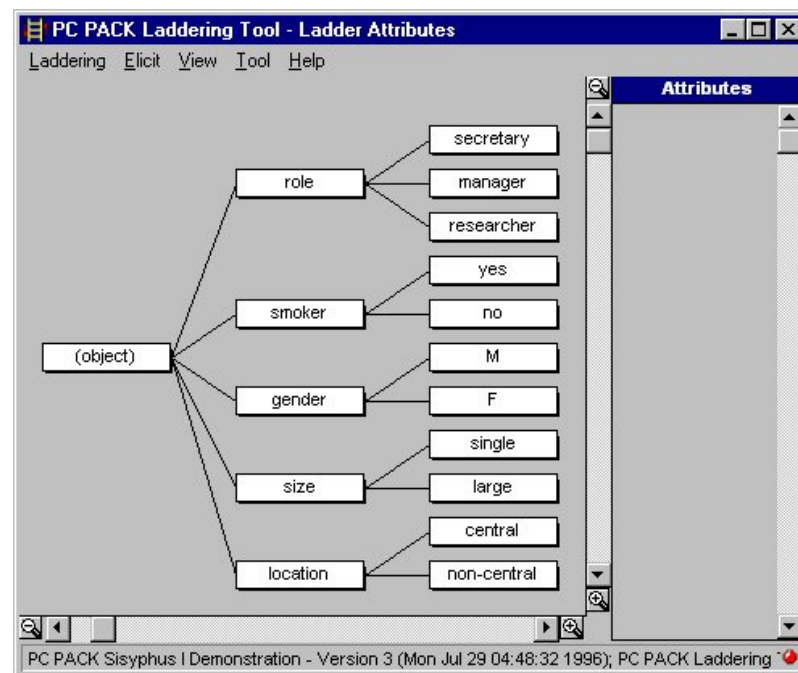 PC PACK Laddering Tool - Ladder Attributes
Laddering Elicit View Tool Help
Attributes
secretary
role
manager
researcher
yes
smoker
no
(object)
M
gender
F
single
size
large
central
location
non-central
PC PACK Sisyphus I Demonstration - Version 3 (Mon Jul 29 04:48:32 1996); PC PACK Laddering